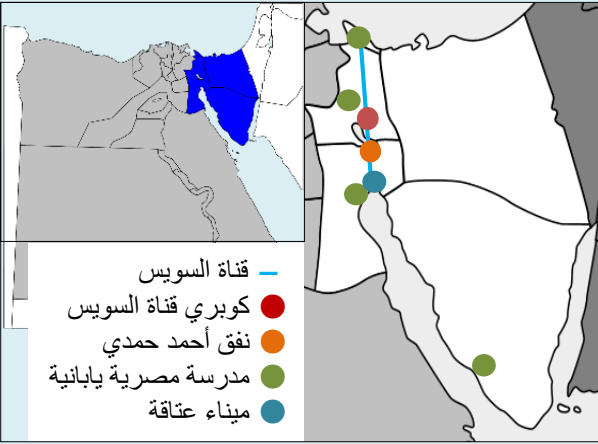 قناة السويس
كوبري قناة السويس
نفق أحمد حمدي
مدرسة مصرية يابانية
ميناء عتاقة